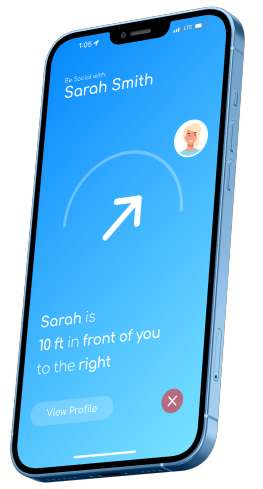 1:05
LTE
Be Social with:
Sarah Smith
Sarah is
10 ft in front of you
to the right
View Profile